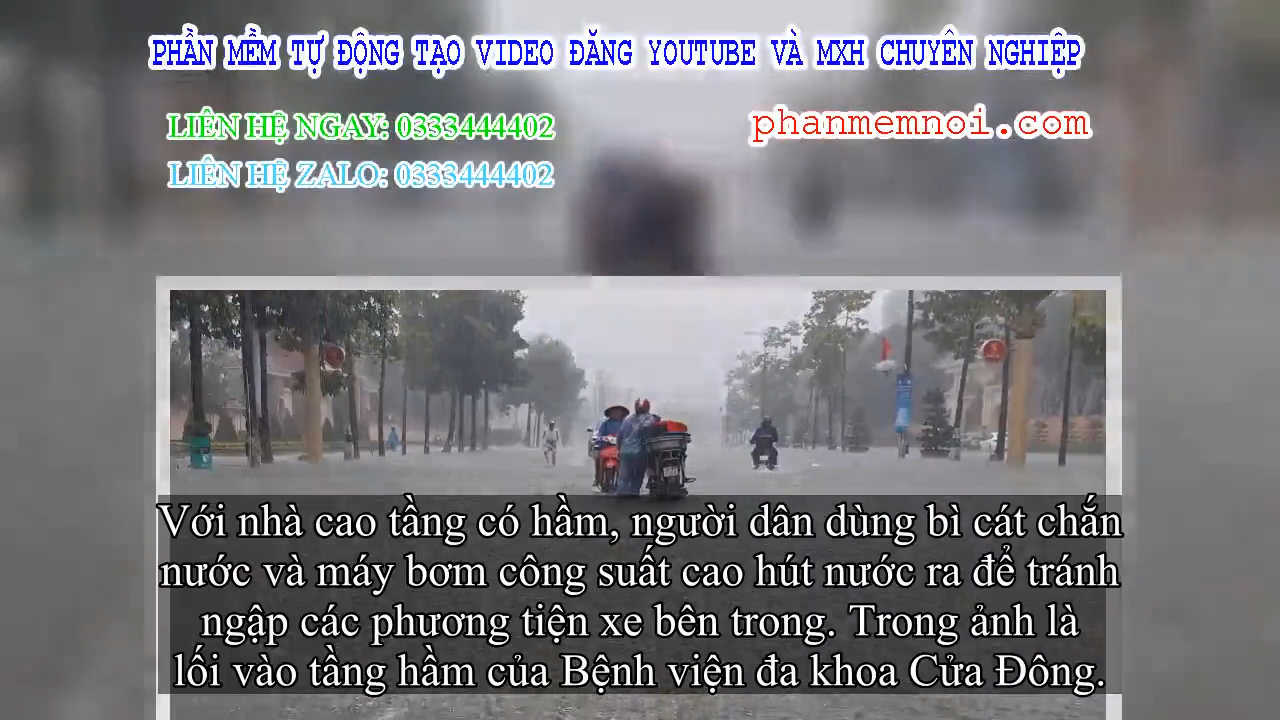 PHẦN MỀM TỰ ĐỘNG TẠO VIDEO ĐĂNG YOUTUBE VÀ MXH CHUYÊN NGHIỆP
LIÊN HỆ NGAY: 0333444402
phanmemnoi.com
LIÊN HỆ ZALO: 0333444402
Với nhà cao tầng có hầm, người dân dùng bì cát chắn
nước và máy bơm công suất cao hút nước ra để tránh
ngập các phương tiện xe bên trong. Trong ảnh là
lối vào tầng hầm của Bệnh viện đa khoa Cửa Đông.